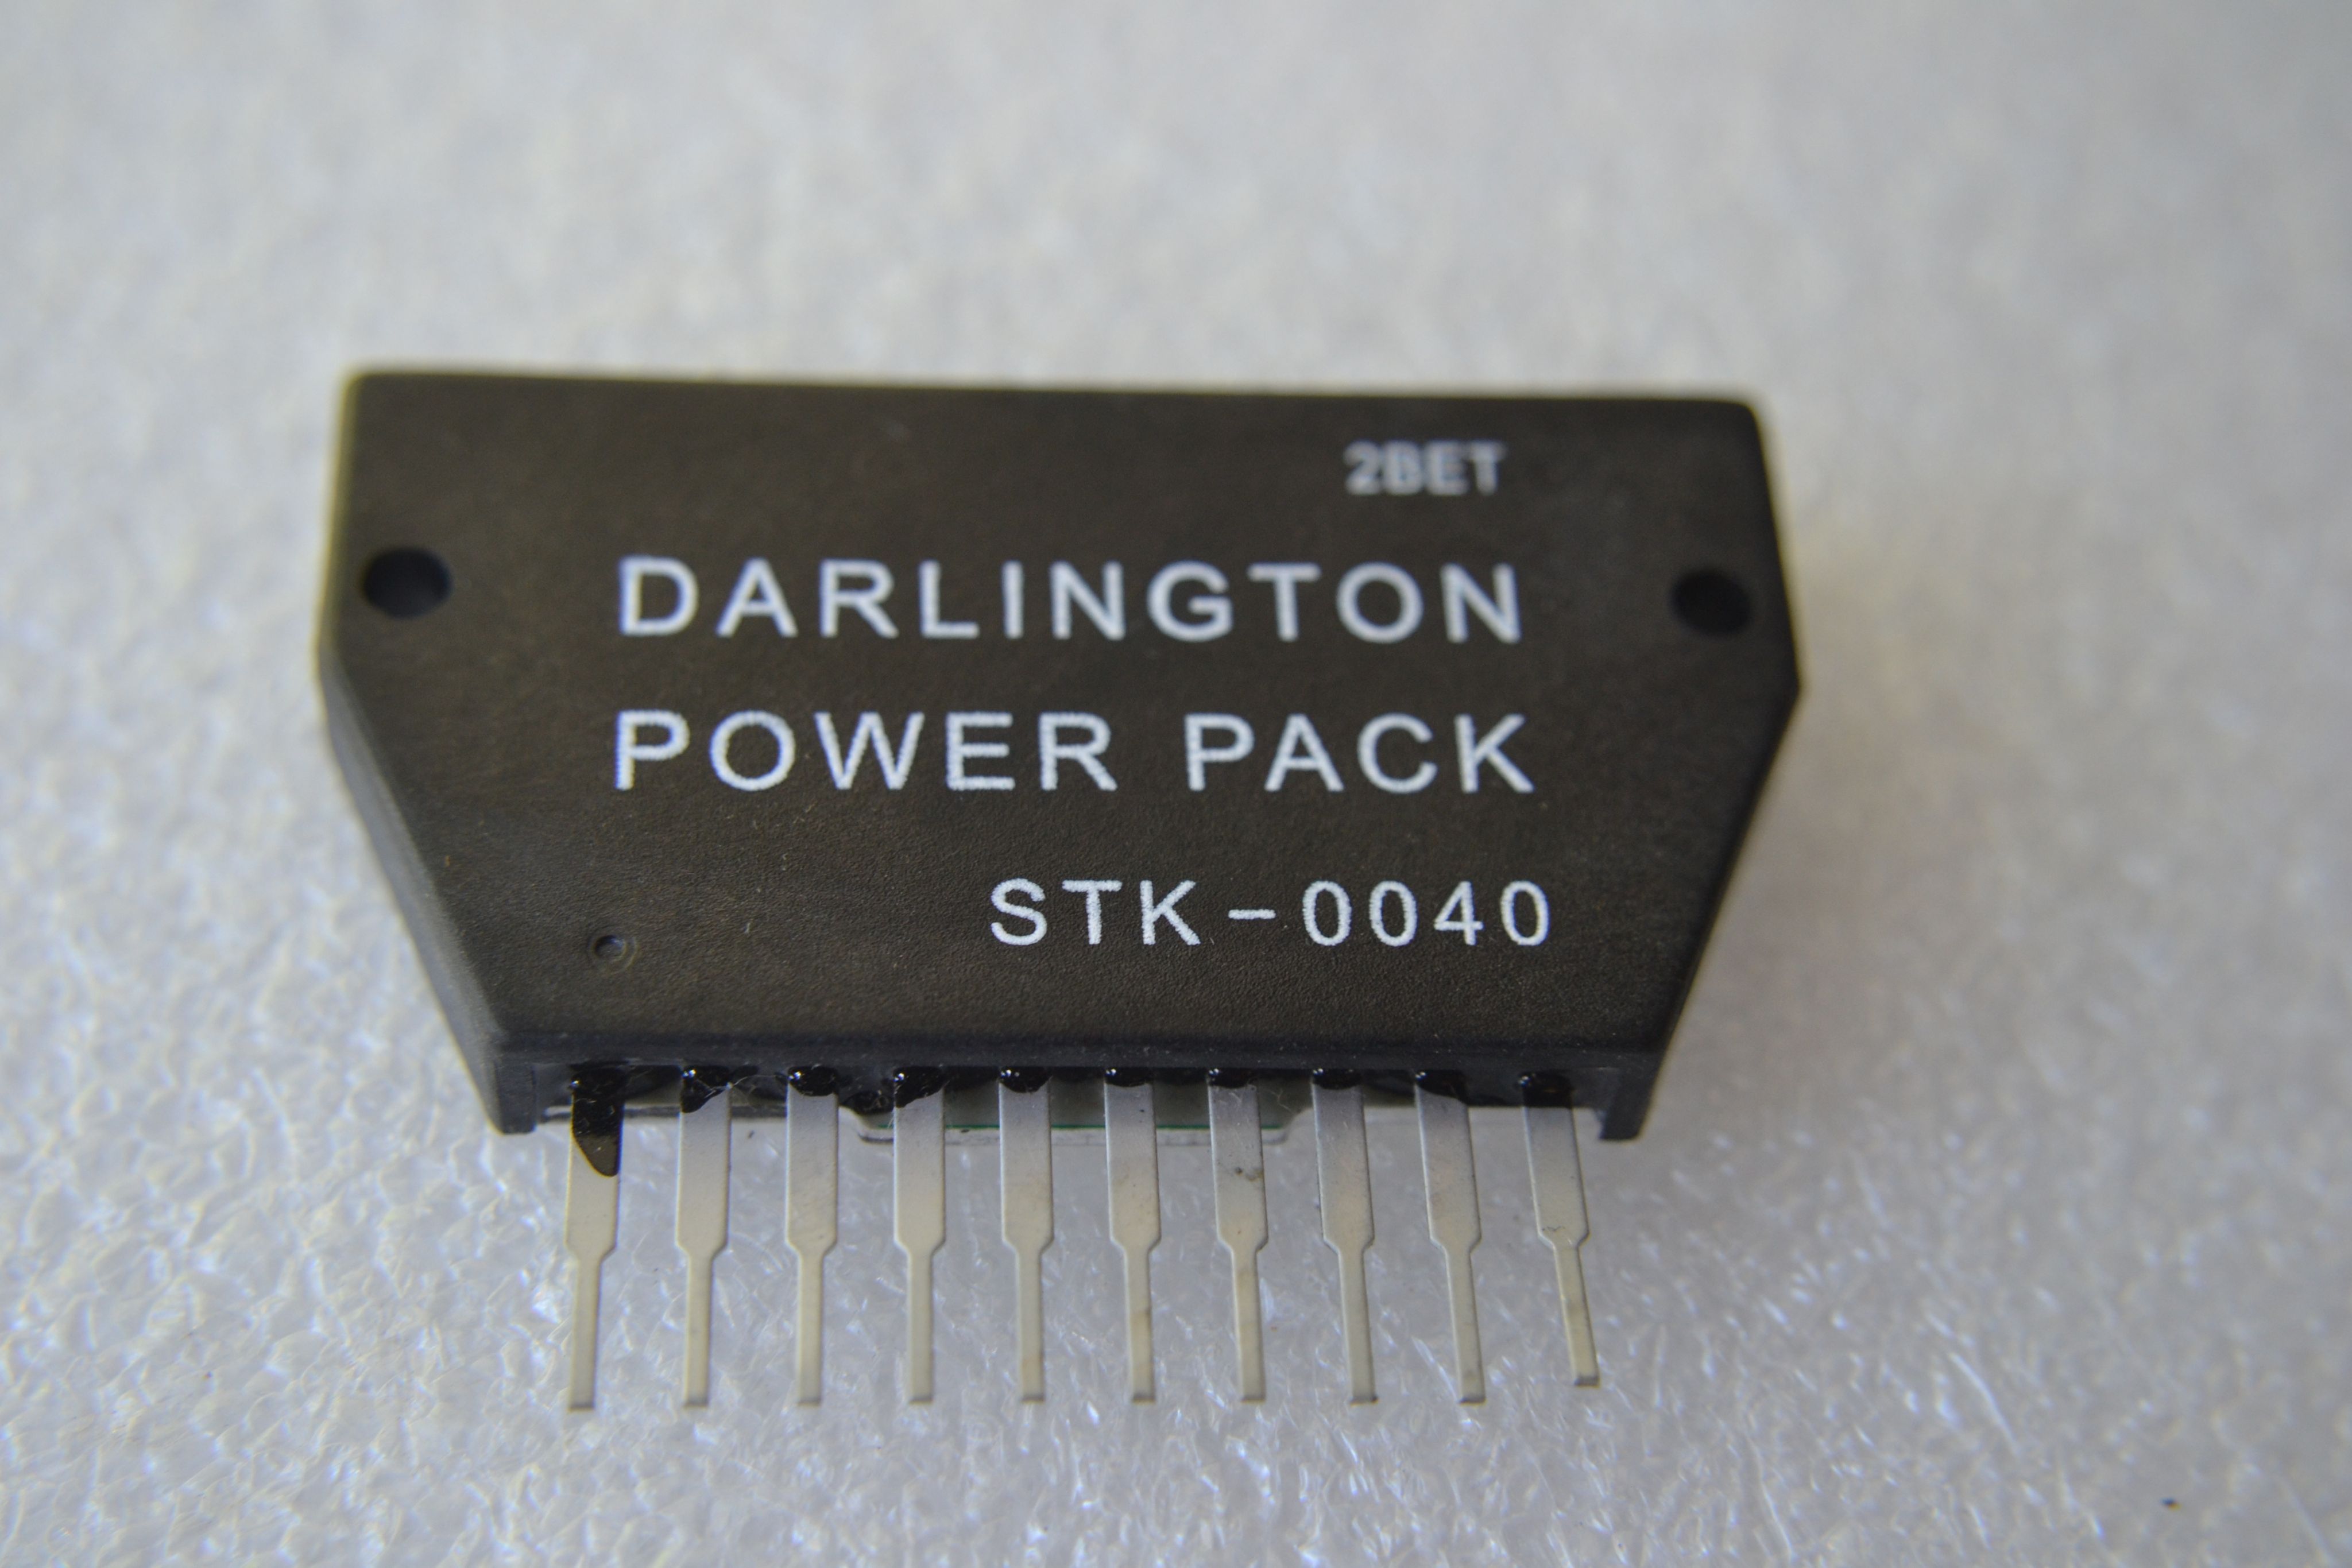 2BET
DARLINGTON
POWER PACK
STK-0040